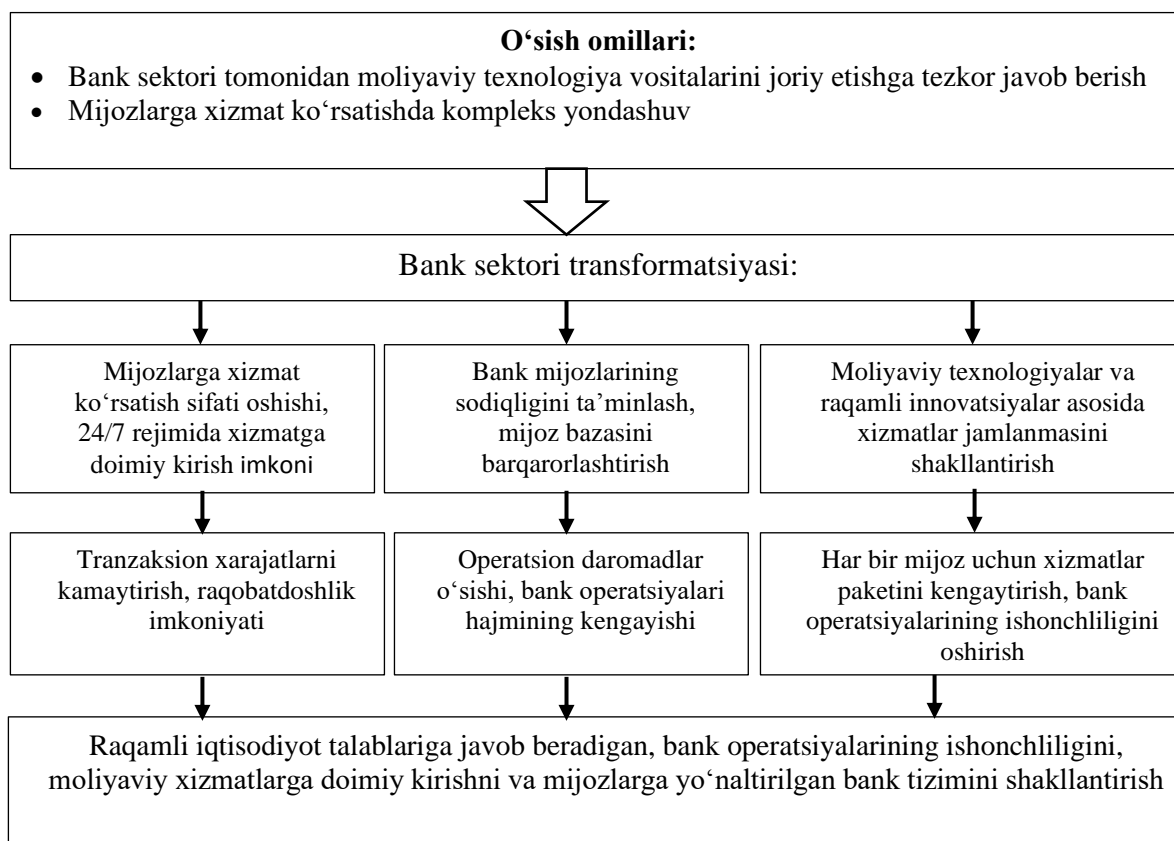 O‘sish omillari:
• Bank sektori tomonidan moliyaviy texnologiya vositalarini joriy etishga tezkor javob berish
• Mijozlarga xizmat ko‘rsatishda kompleks yondashuv
Bank sektori transformatsiyasi:
Mijozlarga xizmat
ko‘rsatish sifati oshishi,
24/7 rejimida xizmatga
doimiy kirish imkoni
Bank mijozlarining
sodiqligini ta’minlash,
mijoz bazasini
barqarorlashtirish
Moliyaviy texnologiyalar va
raqamli innovatsiyalar asosida
xizmatlar jamlanmasini
shakllantirish
Tranzaksion xarajatlarni
kamaytirish, raqobatdoshlik
imkoniyati
Operatsion daromadlar
o‘sishi, bank operatsiyalari
hajmining kengayishi
Har bir mijoz uchun xizmatlar
paketini kengaytirish, bank
operatsiyalarining ishonchliligini
oshirish
Raqamli iqtisodiyot talablariga javob beradigan, bank operatsiyalarining ishonchliligini,
moliyaviy xizmatlarga doimiy kirishni va mijozlarga yo‘naltirilgan bank tizimini shakllantirish